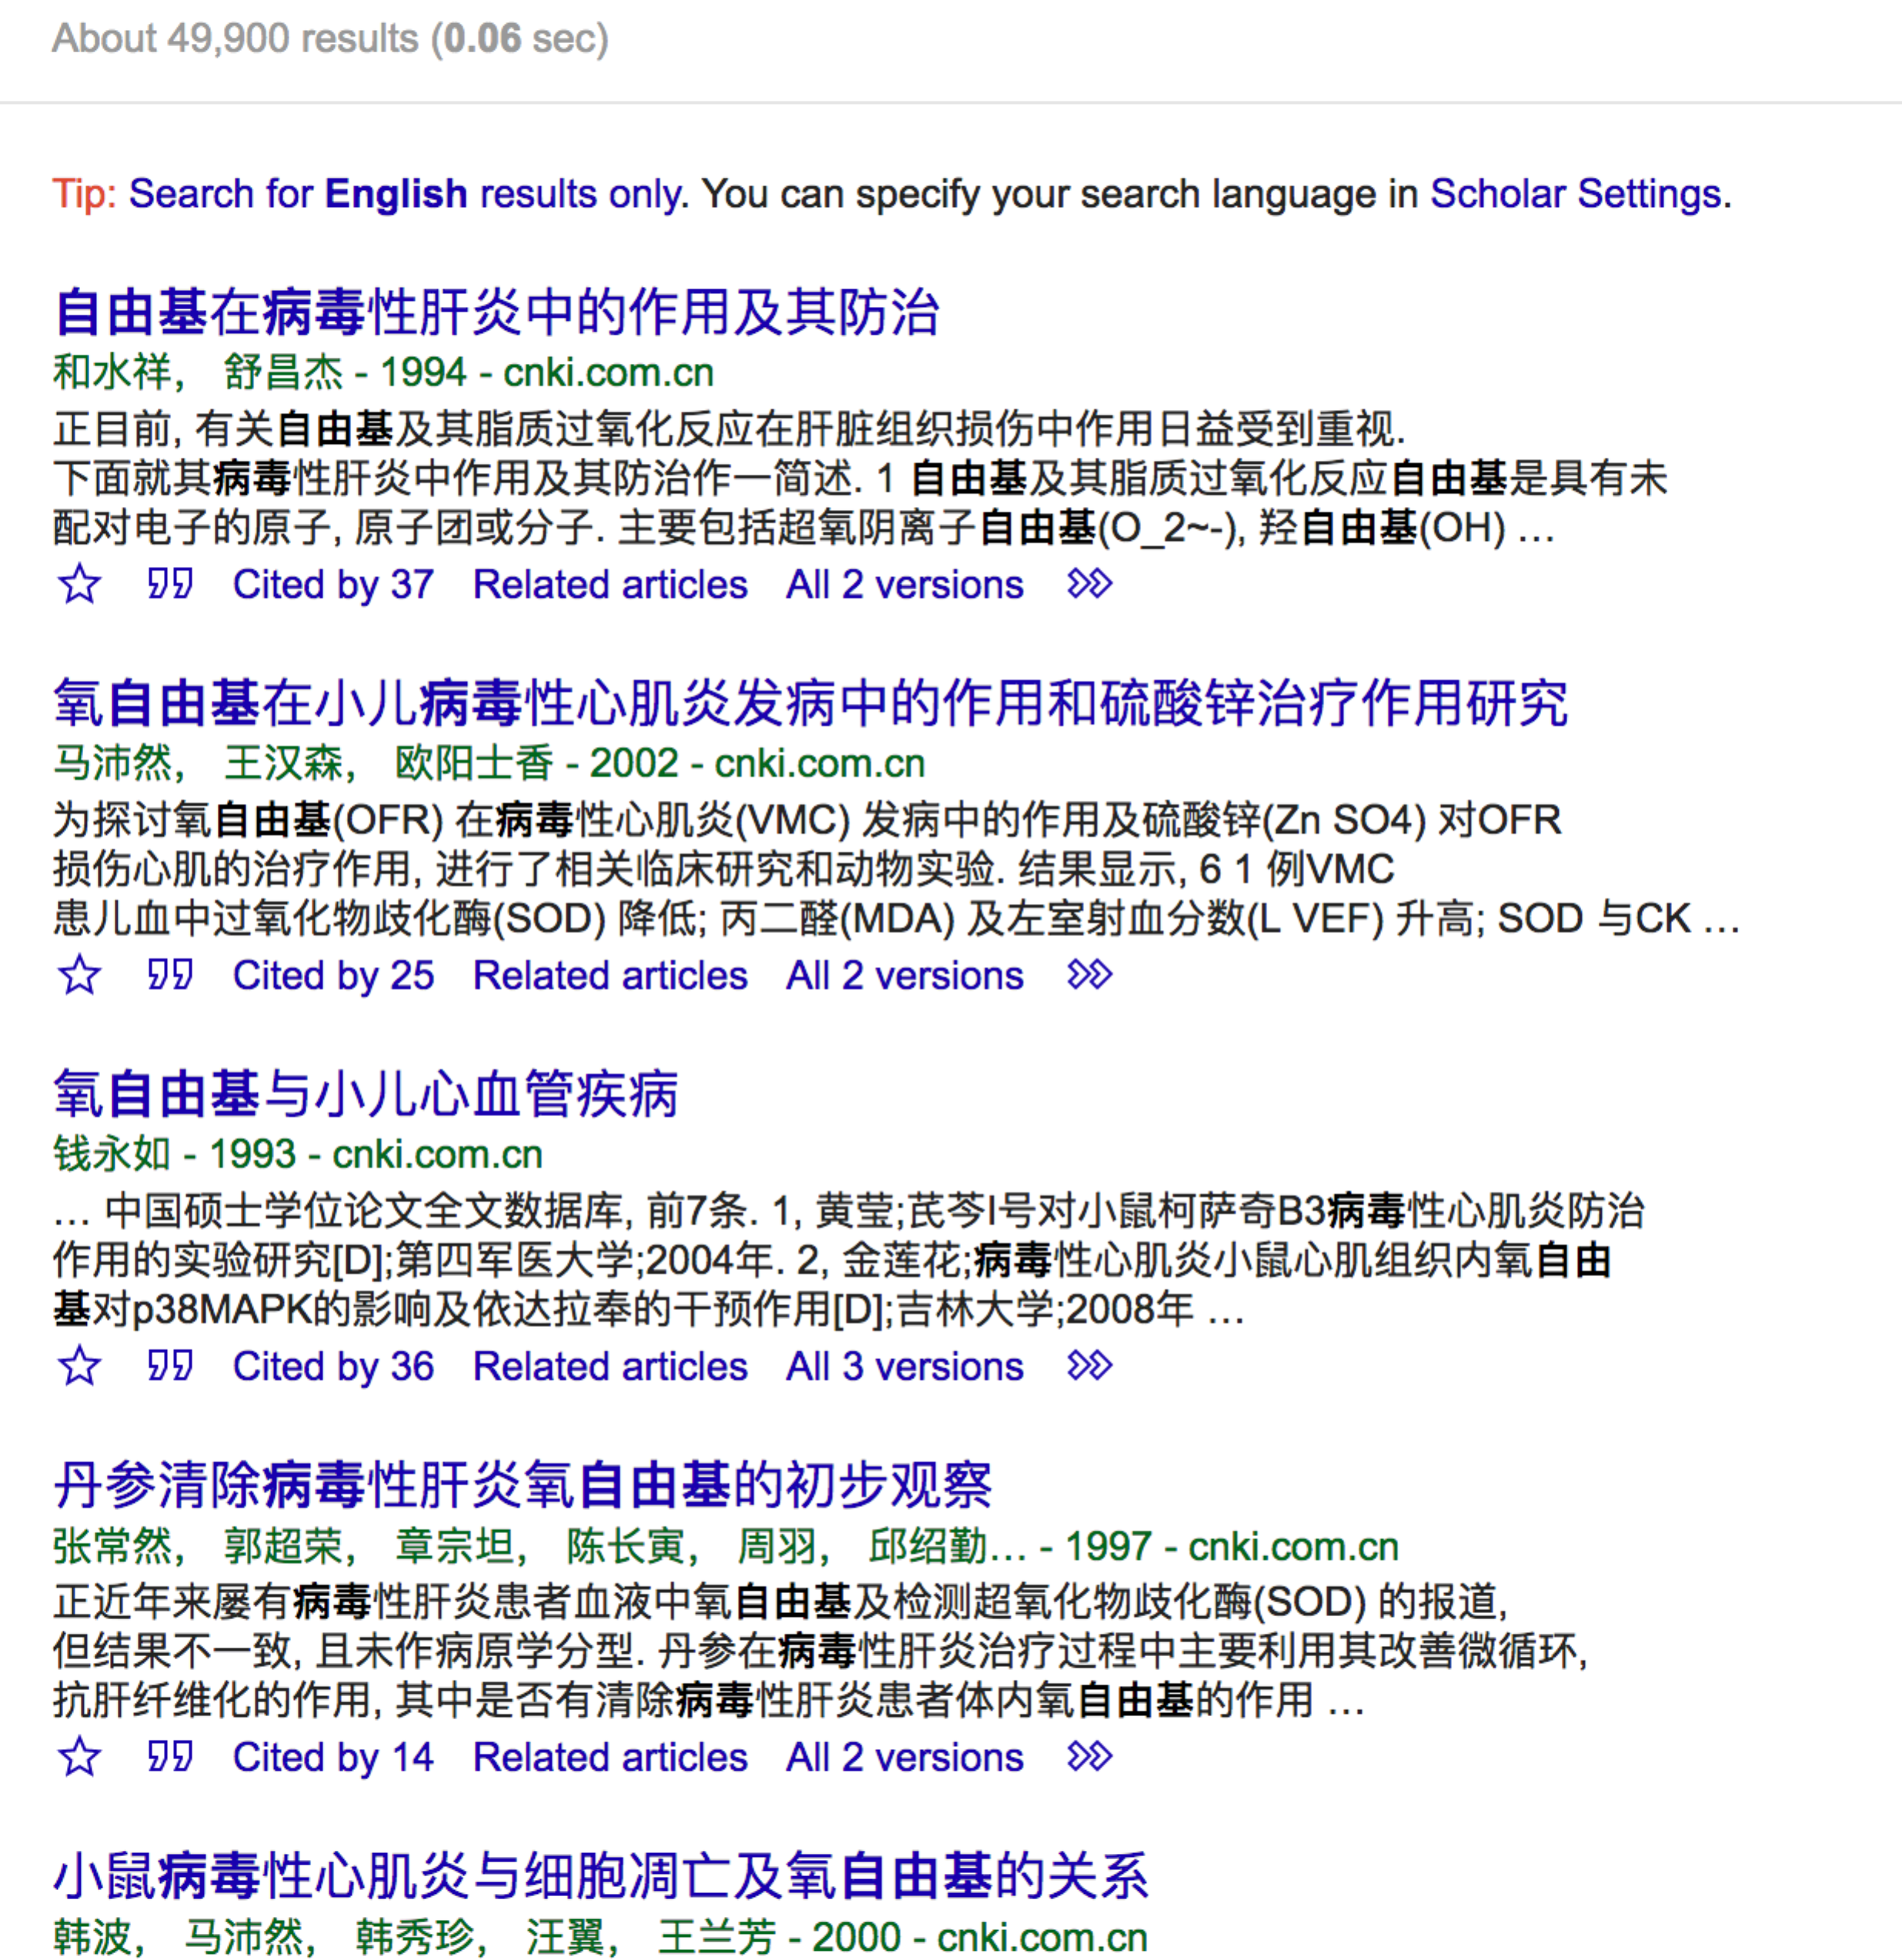 About 49,900 results (0.06 sec)
Tip: Search for English results only. You can specify your search language in Scholar Settings.
自由基在病毒性肝炎中的作用及其防治
和水祥， 舒昌杰 - 1994 - cnki.com.cn
正目前, 有关自由基及其脂质过氧化反应在肝脏组织损伤中作用日益受到重视.
下面就其病毒性肝炎中作用及其防治作一简述. 1 自由基及其脂质过氧化反应自由基是具有未
配对电子的原子, 原子团或分子. 主要包括超氧阴离子自由基(O_2~-), 羟自由基(OH) ...
Cited by 37 Related articles All 2 versions
氧自由基在小儿病毒性心肌炎发病中的作用和硫酸锌治疗作用研究
马沛然， 王汉森， 欧阳士香 - 2002 - cnki.com.cn
为探讨氧自由基(OFR) 在病毒性心肌炎(VMC) 发病中的作用及硫酸锌(Zn SO4) 对OFR
损伤心肌的治疗作用, 进行了相关临床研究和动物实验. 结果显示, 6 1 例VMC
患儿血中过氧化物歧化酶(SOD) 降低; 丙二醛(MDA) 及左室射血分数(L VEF) 升高; SOD 与CK ...
Cited by 25 Related articles All 2 versions
氧自由基与小儿心血管疾病
钱永如 - 1993 - cnki.com.cn
... 中国硕士学位论文全文数据库, 前7条. 1, 黄莹;芪芩I号对小鼠柯萨奇B3病毒性心肌炎防治
作用的实验研究[D];第四军医大学;2004年. 2, 金莲花;病毒性心肌炎小鼠心肌组织内氧自由
基对p38MAPK的影响及依达拉奉的干预作用[D];吉林大学;2008年 ...
Cited by 36 Related articles All 3 versions
丹参清除病毒性肝炎氧自由基的初步观察
张常然， 郭超荣， 章宗坦， 陈长寅， 周羽， 邱绍勤... - 1997 - cnki.com.cn
正近年来屡有病毒性肝炎患者血液中氧自由基及检测超氧化物歧化酶(SOD) 的报道,
但结果不一致, 且未作病原学分型. 丹参在病毒性肝炎治疗过程中主要利用其改善微循环,
抗肝纤维化的作用, 其中是否有清除病毒性肝炎患者体内氧自由基的作用 ...
Cited by 14 Related articles All 2 versions
小鼠病毒性心肌炎与细胞凋亡及氧自由基的关系
韩波， 马沛然， 韩秀珍， 汪翼， 王兰芳 - 2000 - cnki.com.cn